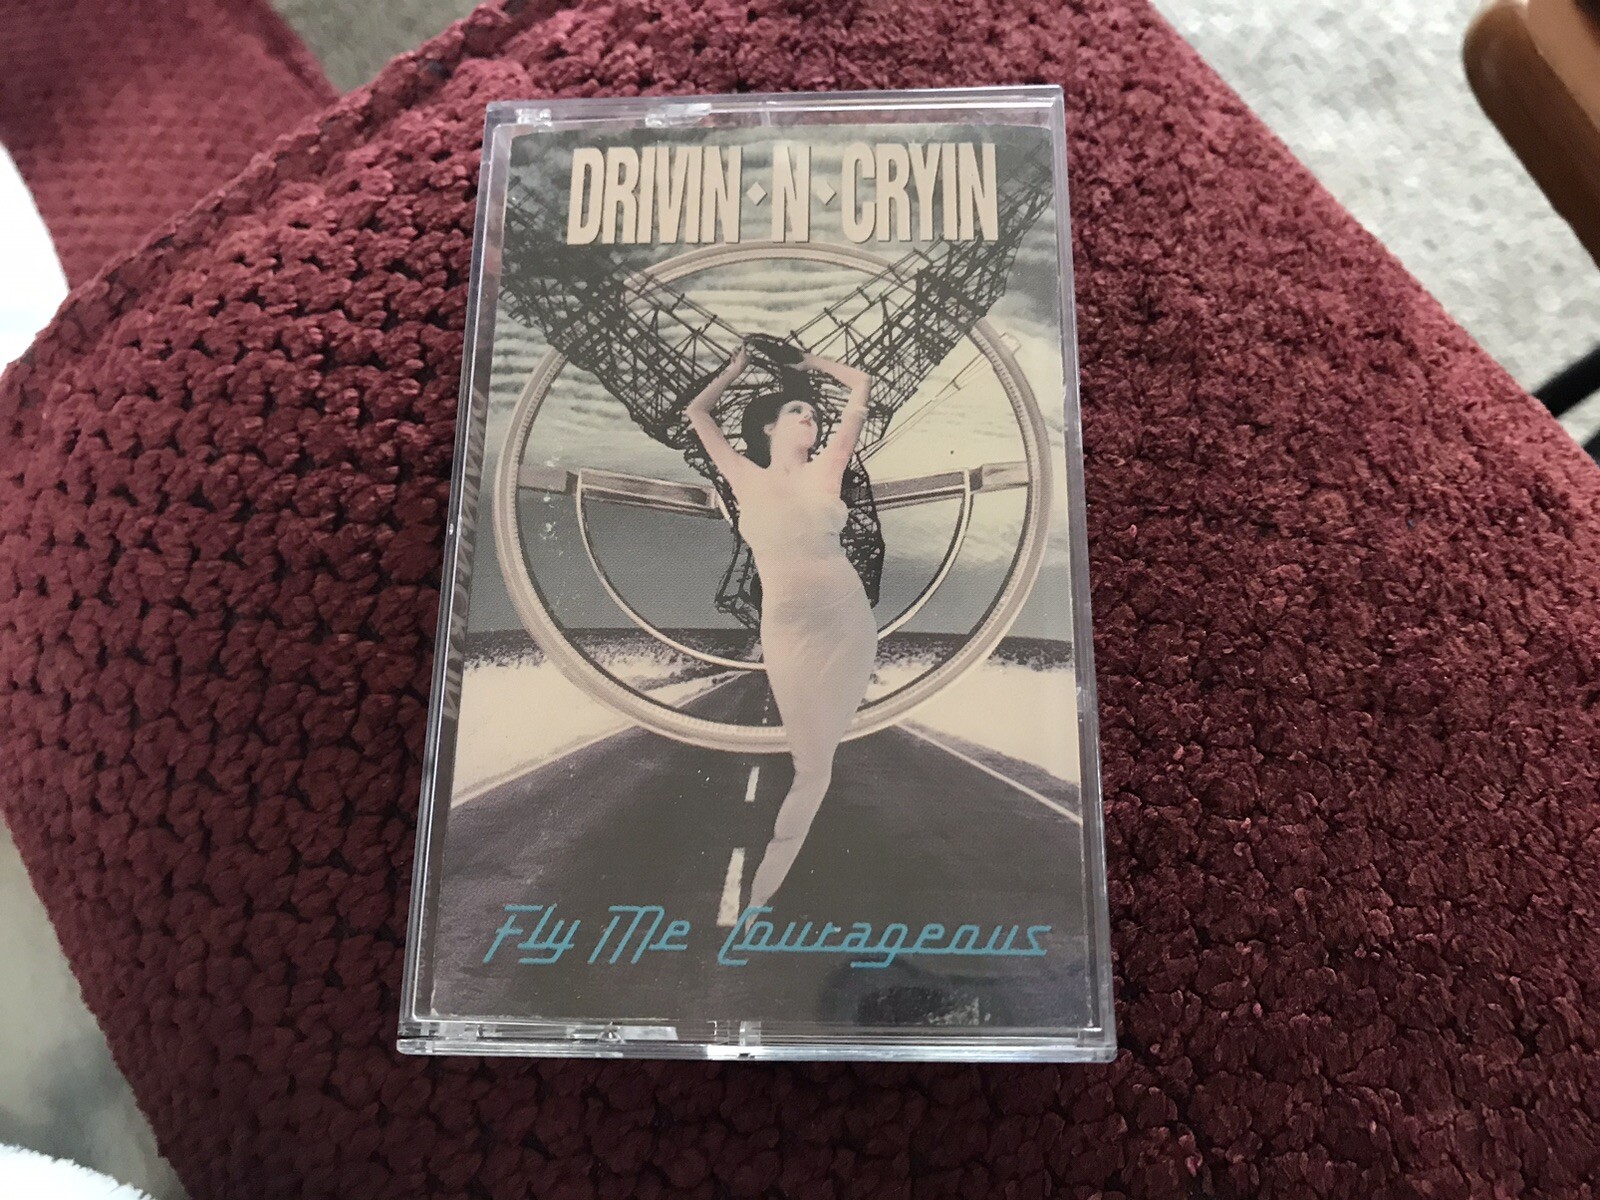 DRIVIN • N • CRYIN
Fly Me Courageous